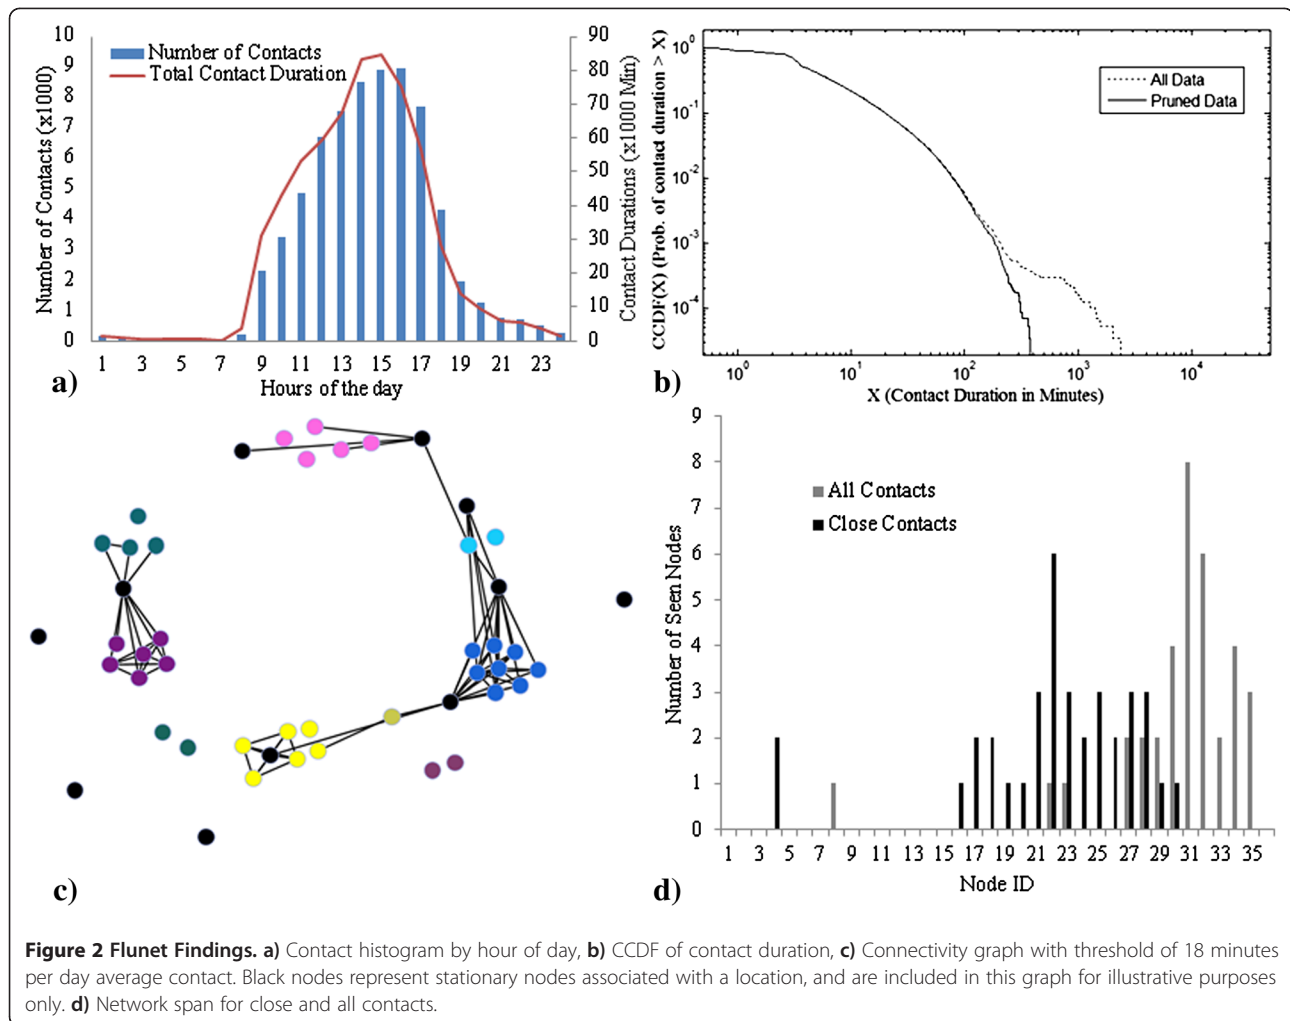 10
9
8
7
6
5
4
3
2
1
0
Number of Contacts (x1000)
Number of Contacts
Total Contact Duration
90
80
70
60
50
40
30
20
10
0
Contact Durations (x1000 Min)
1 3 5 7 9 11 13 15 17 19 21 23
Hours of the day
a)
CCDF(X) (Prob. of contact duration > X)
10^0
10^-1
10^-2
10^-3
10^-4
All Data
Pruned Data
10^0 10^1 10^2 10^3 10^4
X (Contact Duration in Minutes)
b)
c)
9
8
7
6
5
4
3
2
1
0
Number of Seen Nodes
All Contacts
Close Contacts
1 3 5 7 9 11 13 15 17 19 21 23 25 27 29 31 33 35
Node ID
d)
Figure 2 Flunet Findings. a) Contact histogram by hour of day, b) CCDF of contact duration, c) Connectivity graph with threshold of 18 minutes
per day average contact. Black nodes represent stationary nodes associated with a location, and are included in this graph for illustrative purposes
only. d) Network span for close and all contacts.